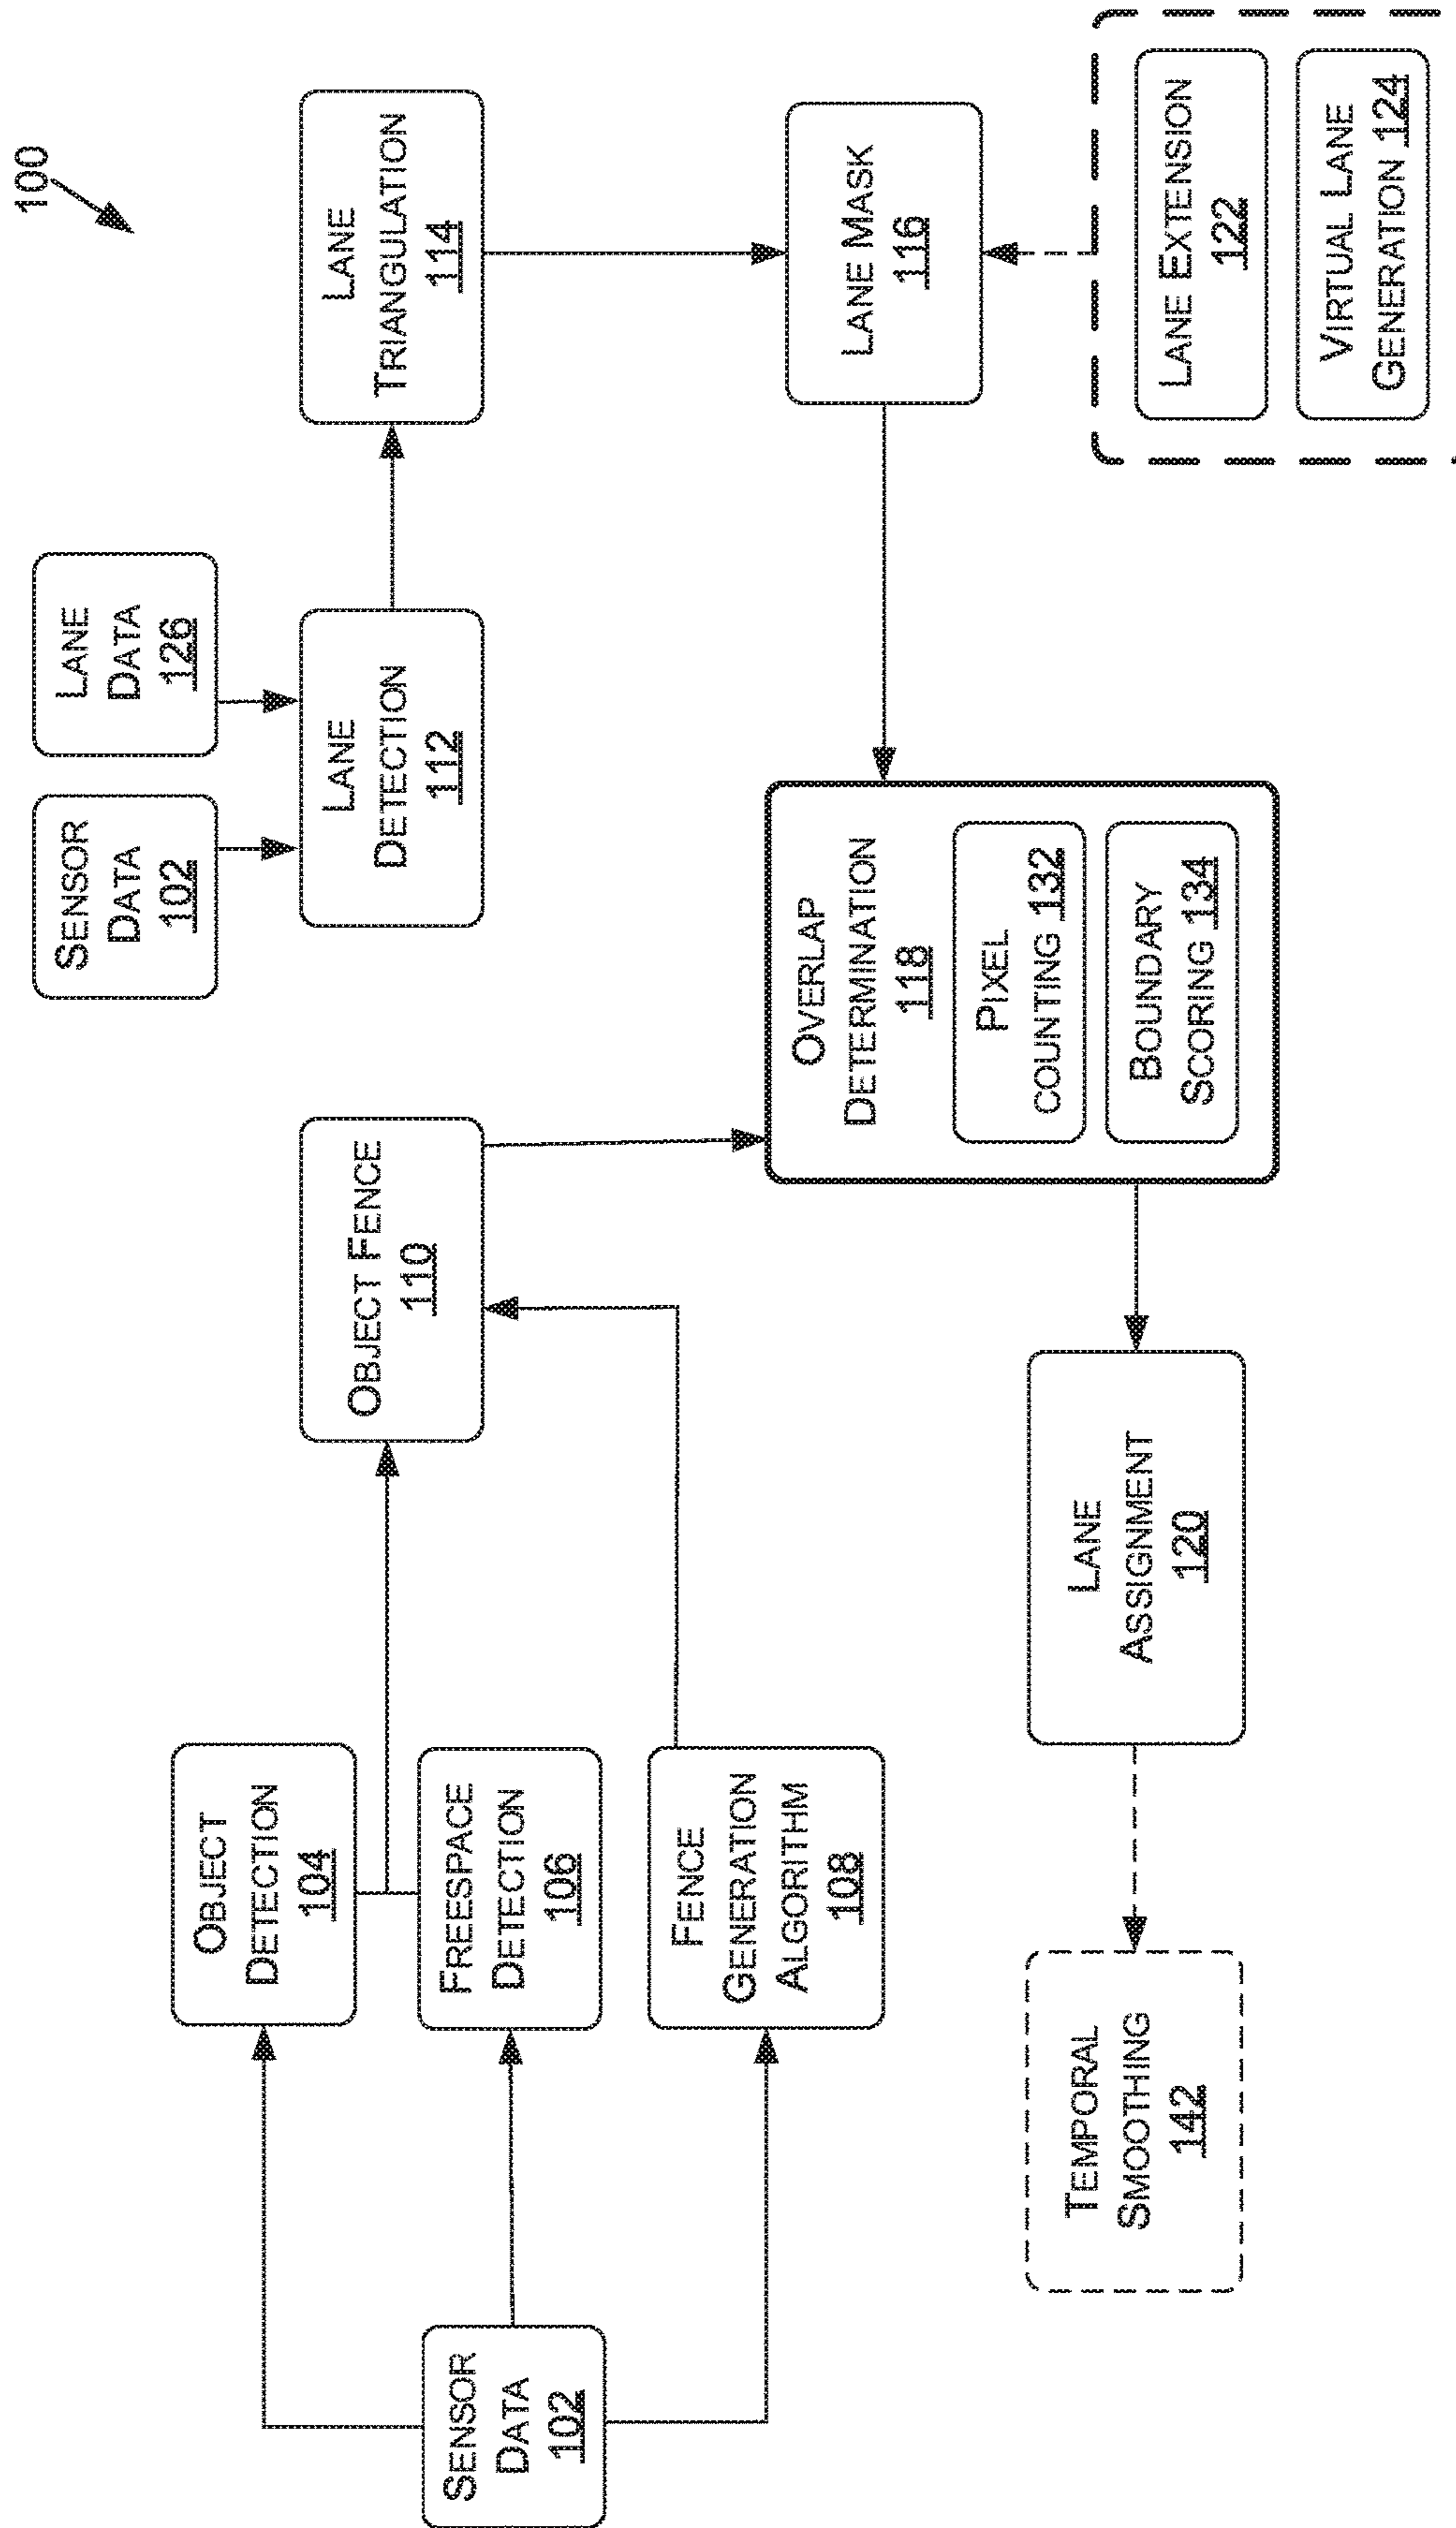 100
SENSOR
DATA
102
OBJECT
DETECTION
104
FREESPACE
DETECTION
106
FENCE
GENERATION
ALGORITHM
108
OBJECT FENCE
110
SENSOR
DATA
102
LANE
DATA
126
LANE
DETECTION
112
LANE
TRIANGULATION
114
LANE MASK
116
LANE EXTENSION
122
VIRTUAL LANE
GENERATION 124
OVERLAP
DETERMINATION
118
PIXEL
COUNTING 132
BOUNDARY
SCORING 134
LANE
ASSIGNMENT
120
TEMPORAL
SMOOTHING
142